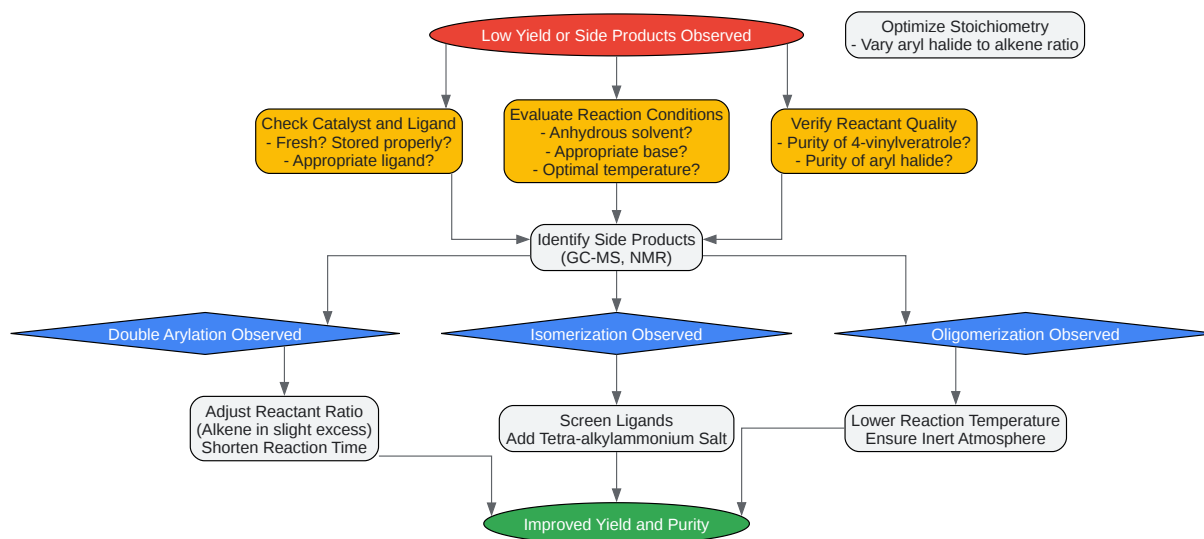 Low Yield or Side Products Observed
Optimize Stoichiometry
- Vary aryl halide to alkene ratio
Check Catalyst and Ligand
- Fresh? Stored properly?
- Appropriate ligand?
Evaluate Reaction Conditions
- Anhydrous solvent?
- Appropriate base?
- Optimal temperature?
Verify Reactant Quality
- Purity of 4-vinylveratrole?
- Purity of aryl halide?
Identify Side Products
(GC-MS, NMR)
Double Arylation Observed
Isomerization Observed
Oligomerization Observed
Adjust Reactant Ratio
(Alkene in slight excess)
Shorten Reaction Time
Screen Ligands
Add Tetra-alkylammonium Salt
Lower Reaction Temperature
Ensure Inert Atmosphere
Improved Yield and Purity